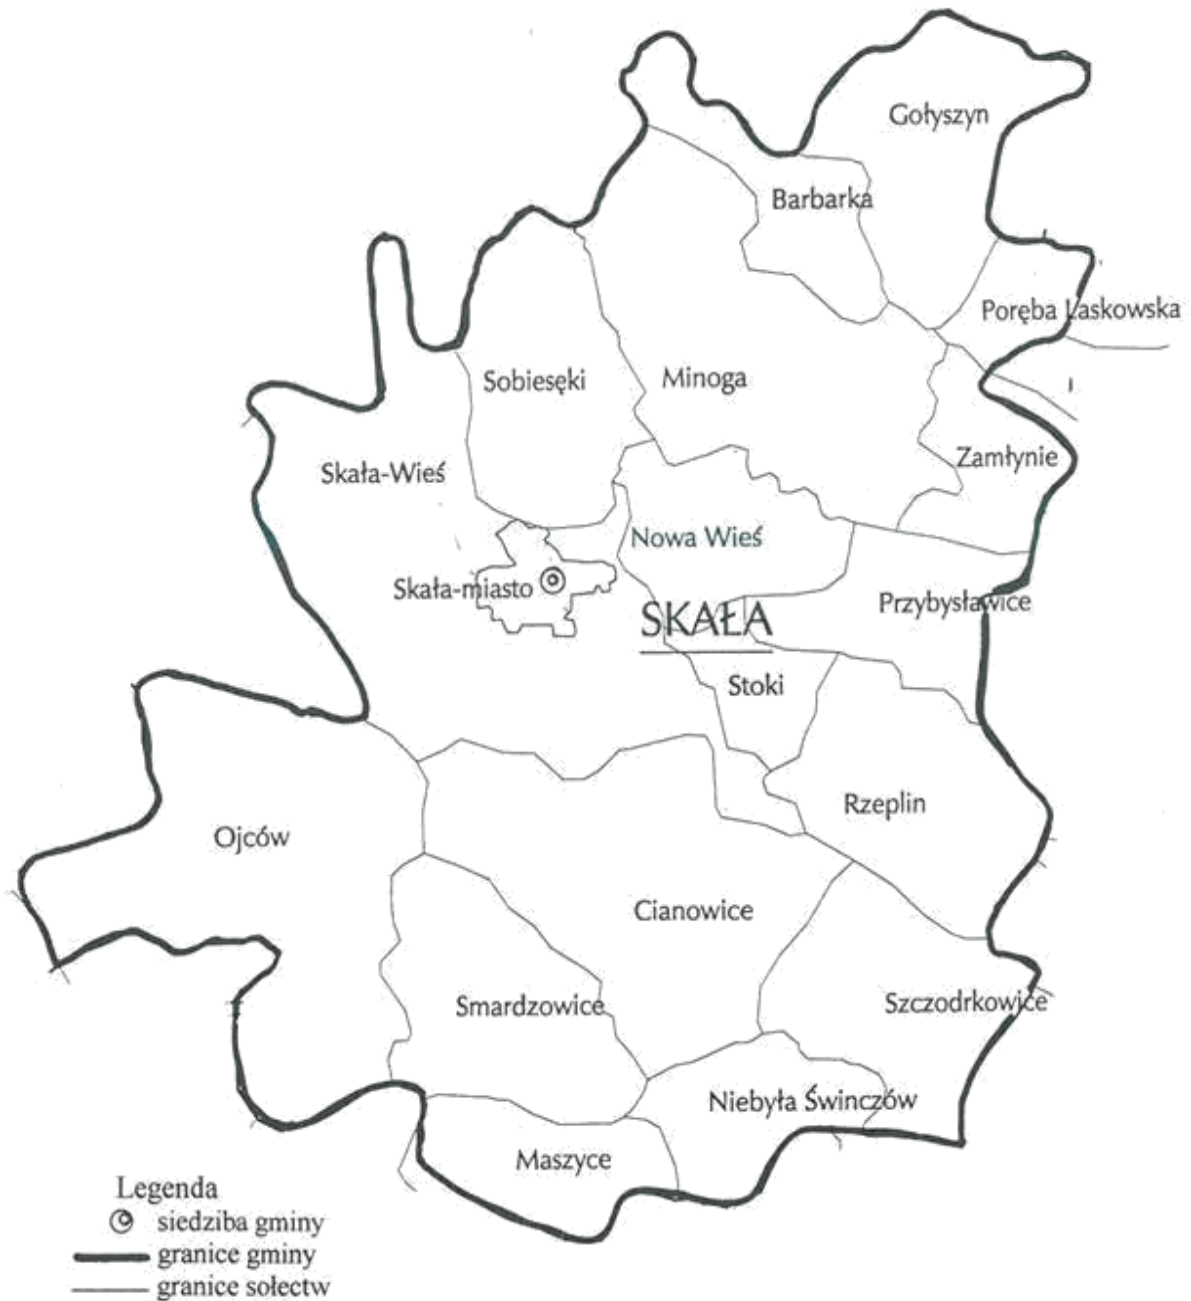 Gołyszyn
Barbarka
Poręba Laskowska
Sobiesęki
Minoga
Zamłynie
Skała-Wieś
Nowa Wieś
Skała-miasto
Przybysławice
SKAŁA
Stoki
Rzeplin
Ojców
Cianowice
Smardzowice
Szczodrkowice
Niebyła Świnczów
Maszyce
Legenda
siedziba gminy
granice gminy
granice sołectw